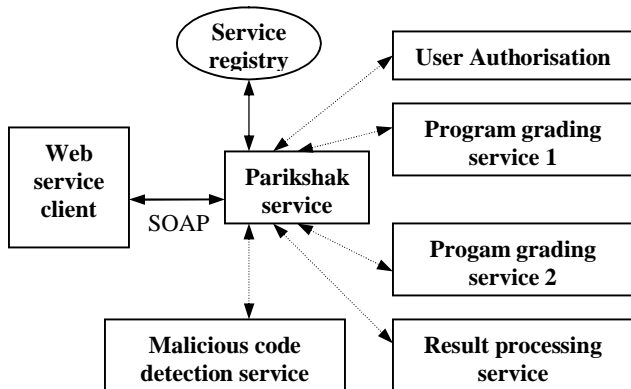 Service
registry
User Authorisation
Program grading
service 1
Web
service
client
SOAP
Parikshak
service
Progam grading
service 2
Malicious code
detection service
Result processing
service